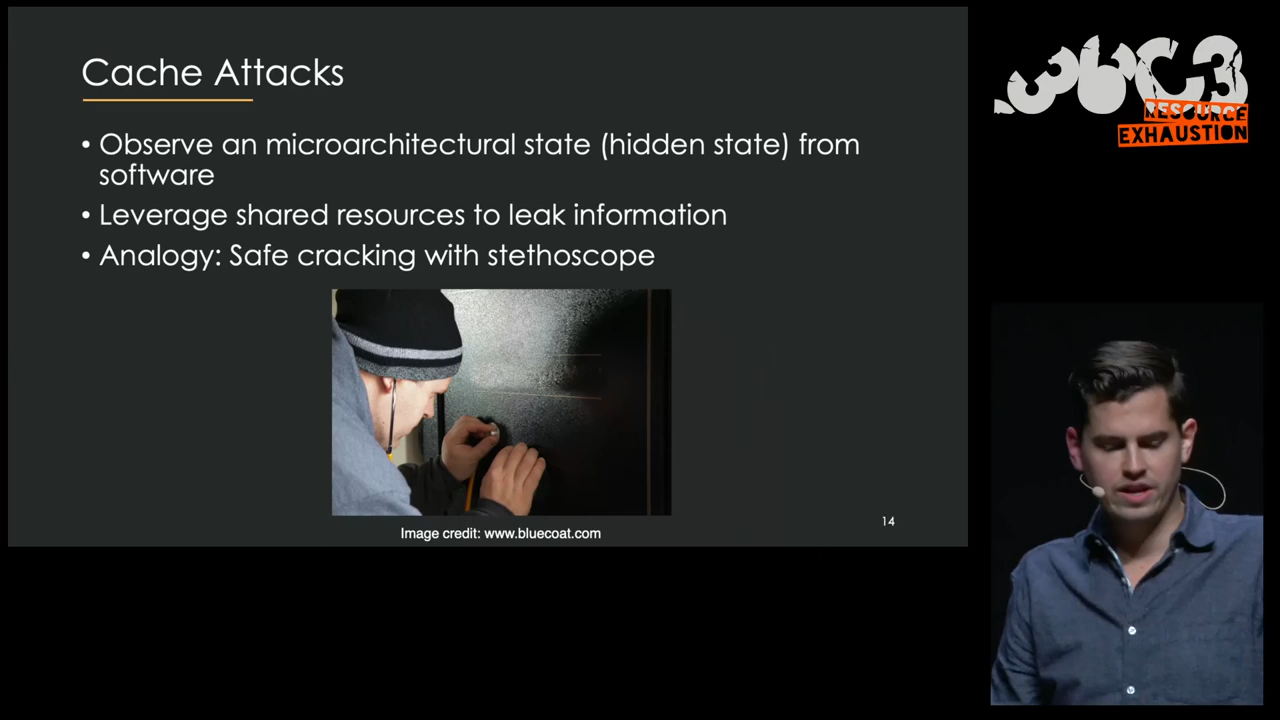 Cache Attacks
• Observe an microarchitectural state (hidden state) from
software
• Leverage shared resources to leak information
• Analogy: Safe cracking with stethoscope
Image credit: www.bluecoat.com
14
36C3
RESOURCE
EXHAUSTION